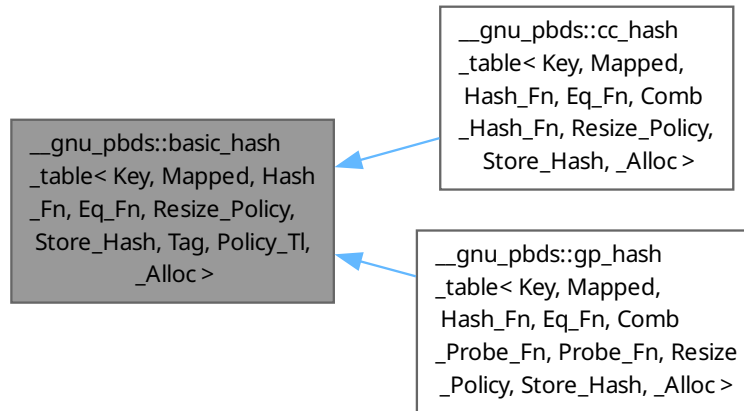 __gnu_pbds::cc_hash
_table< Key, Mapped,
Hash_Fn, Eq_Fn, Comb
_Hash_Fn, Resize_Policy,
Store_Hash, _Alloc >
__gnu_pbds::basic_hash
_table< Key, Mapped, Hash
_Fn, Eq_Fn, Resize_Policy,
Store_Hash, Tag, Policy_Tl,
_Alloc >
__gnu_pbds::gp_hash
_table< Key, Mapped,
Hash_Fn, Eq_Fn, Comb
_Probe_Fn, Probe_Fn, Resize
_Policy, Store_Hash, _Alloc >